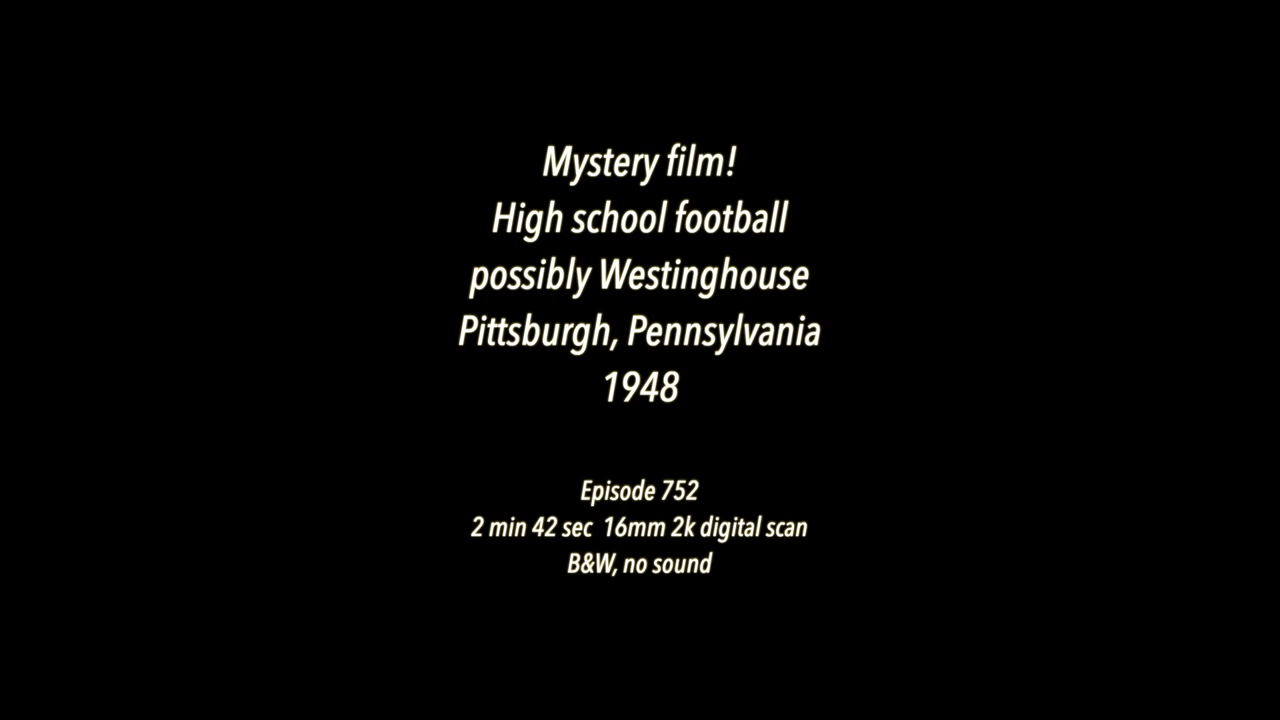 Mystery film!
High school football
possibly Westinghouse
Pittsburgh, Pennsylvania
1948
Episode 752
2 min 42 sec  16mm 2k digital scan
B&W, no sound